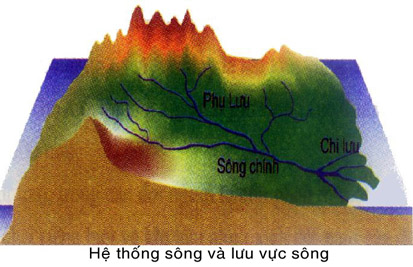 Phụ Lưu
Chi lưu
Sông chính
Hệ thống sông và lưu vực sông